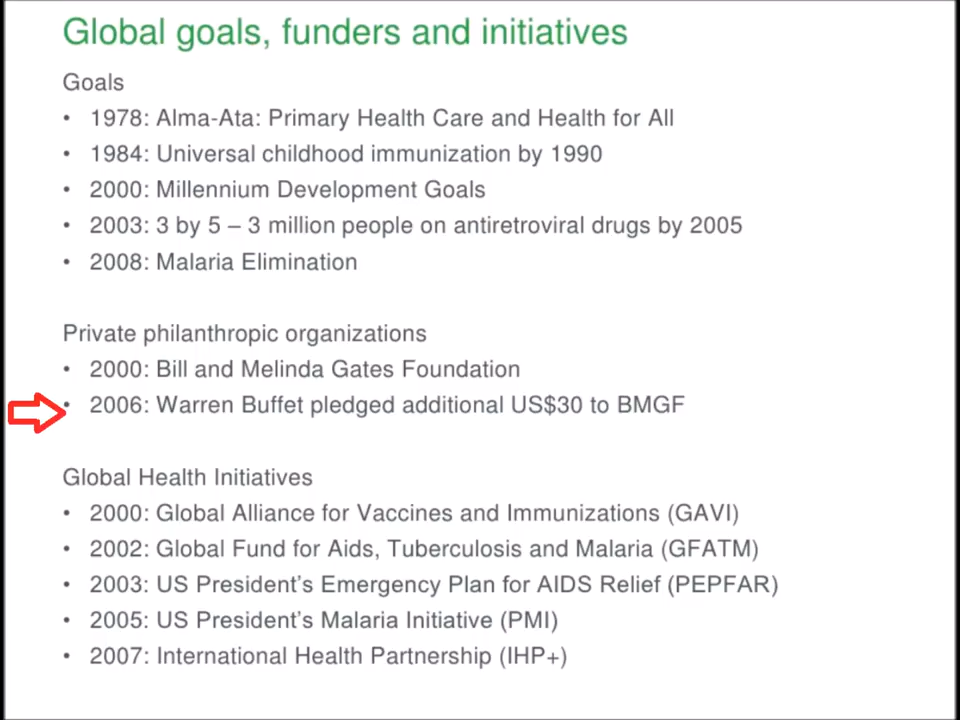 Global goals, funders and initiatives
Goals
• 1978: Alma-Ata: Primary Health Care and Health for All
• 1984: Universal childhood immunization by 1990
• 2000: Millennium Development Goals
• 2003: 3 by 5 – 3 million people on antiretroviral drugs by 2005
• 2008: Malaria Elimination
Private philanthropic organizations
• 2000: Bill and Melinda Gates Foundation
• 2006: Warren Buffet pledged additional US$30 to BMGF
Global Health Initiatives
• 2000: Global Alliance for Vaccines and Immunizations (GAVI)
• 2002: Global Fund for Aids, Tuberculosis and Malaria (GFATM)
• 2003: US President’s Emergency Plan for AIDS Relief (PEPFAR)
• 2005: US President’s Malaria Initiative (PMI)
• 2007: International Health Partnership (IHP+)